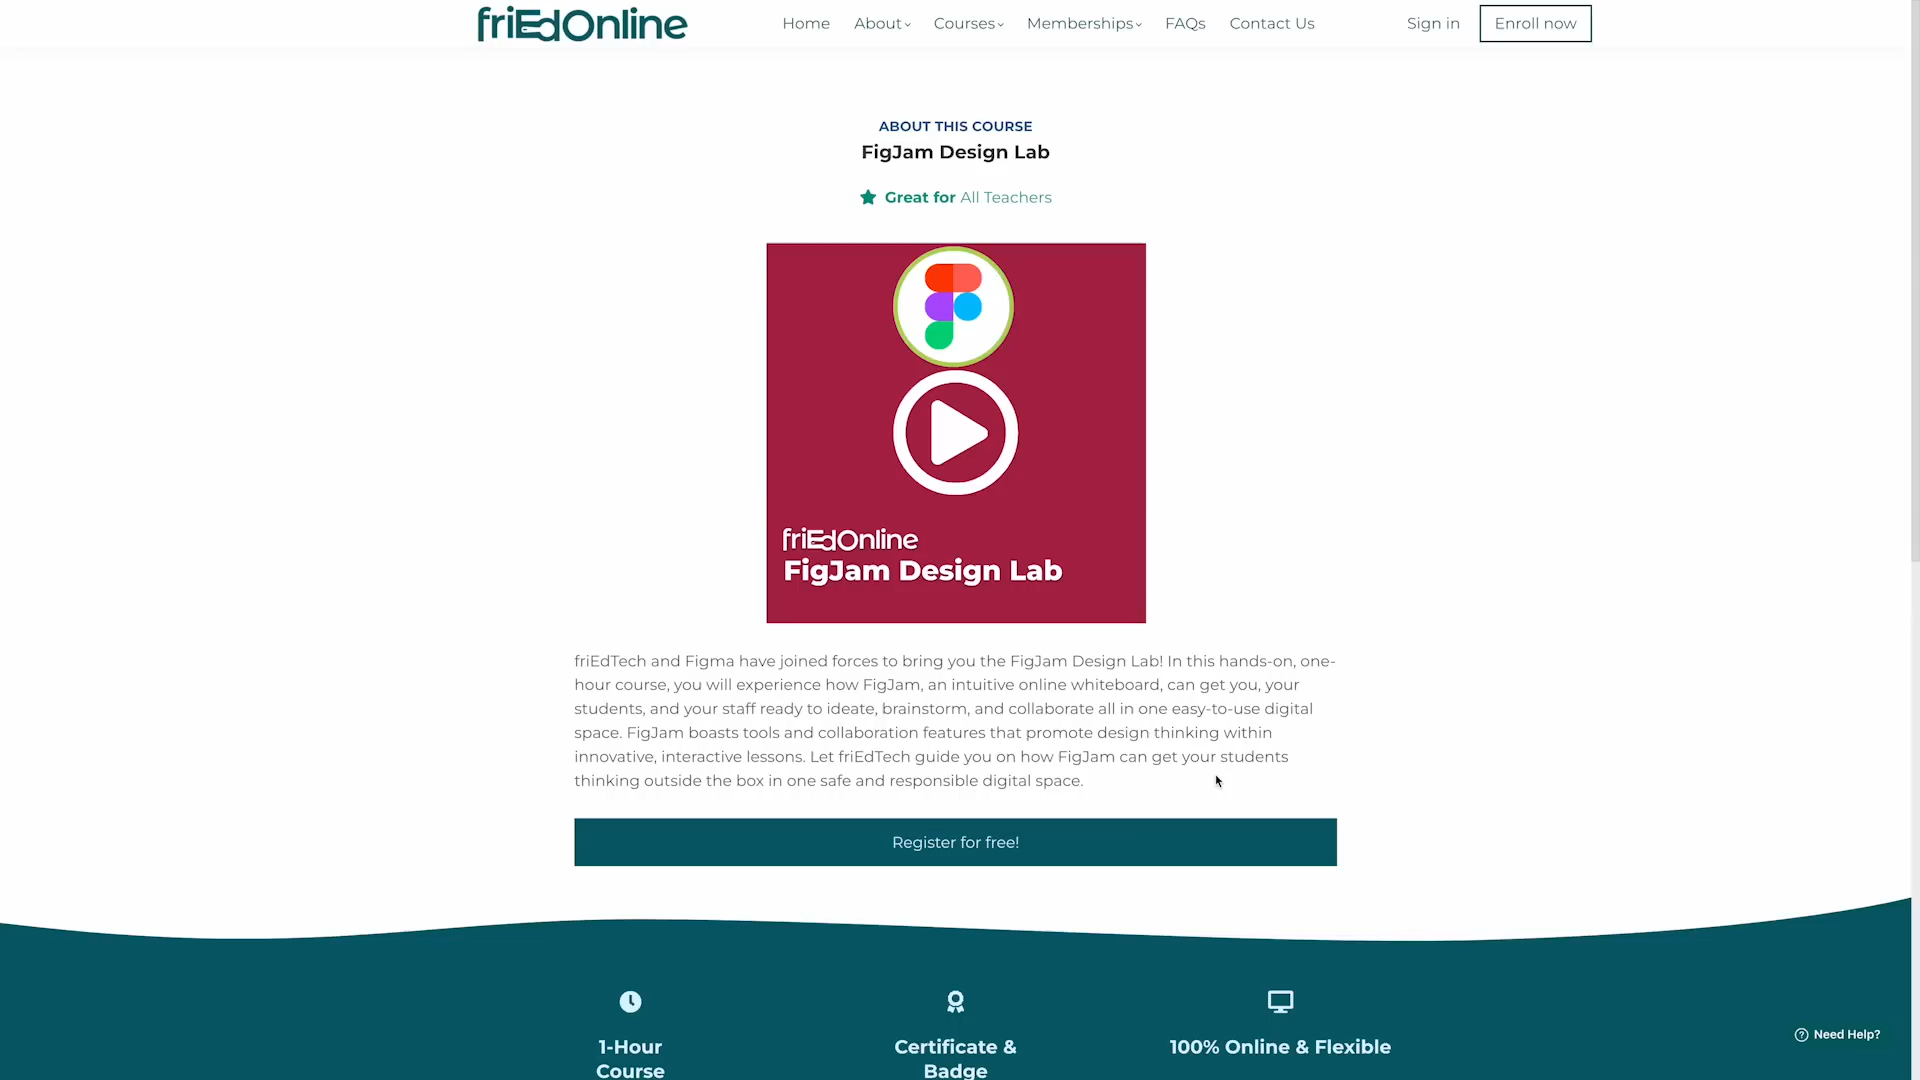 friEdOnline
Home
About
Courses
Memberships
FAQs
Contact Us
Sign in
Enroll now
ABOUT THIS COURSE
FigJam Design Lab
Great for All Teachers
friEdOnline
FigJam Design Lab
friEdTech and Figma have joined forces to bring you the FigJam Design Lab! In this hands-on, one-
hour course, you will experience how FigJam, an intuitive online whiteboard, can get you, your
students, and your staff ready to ideate, brainstorm, and collaborate all in one easy-to-use digital
space. FigJam boasts tools and collaboration features that promote design thinking within
innovative, interactive lessons. Let friEdTech guide you on how FigJam can get your students
thinking outside the box in one safe and responsible digital space.
Register for free!
1-Hour
Course
Certificate &
Badge
100% Online & Flexible
Need Help?